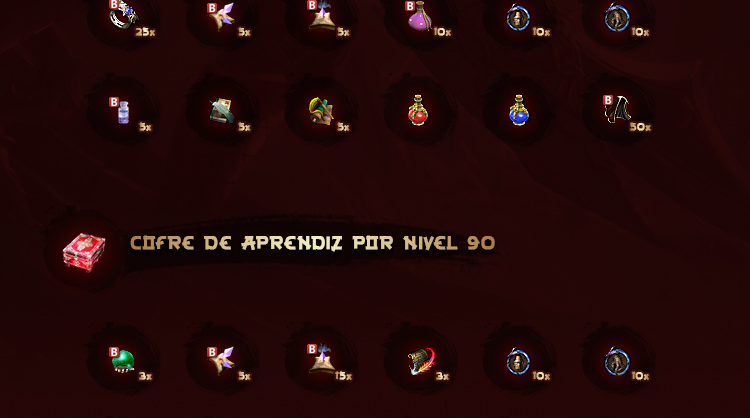 B 25x B 5x B 5x B 10x 10x 10x
B 5x 5x 5x B 50x
COFRE DE APRENDIZ POR NIVEL 90
B 3x B 5x B 15x 3x 10x 10x